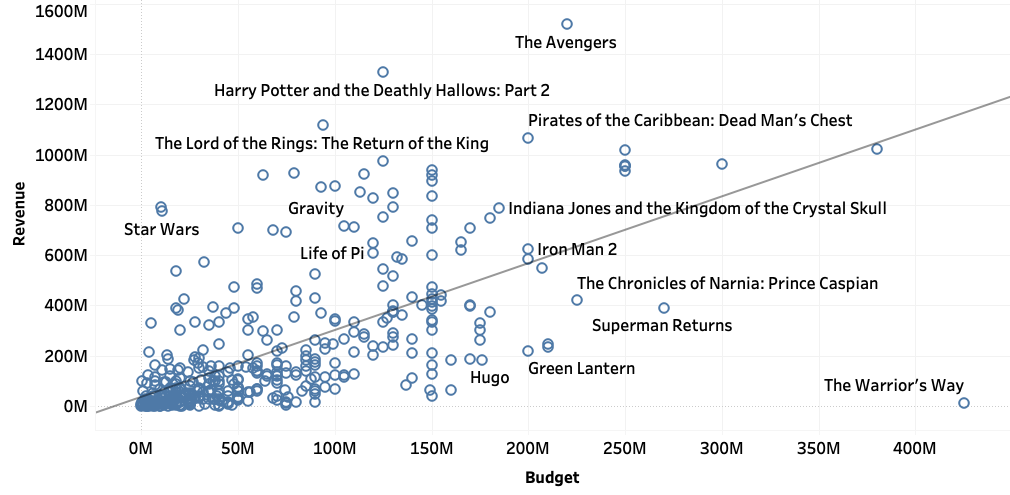 1600M
The Avengers
1400M
Harry Potter and the Deathly Hallows: Part 2
1200M
Pirates of the Caribbean: Dead Man's Chest
The Lord of the Rings: The Return of the King
1000M
800M
Gravity
Indiana Jones and the Kingdom of the Crystal Skull
Star Wars
Revenue
600M
Life of Pi
Iron Man 2
The Chronicles of Narnia: Prince Caspian
400M
Superman Returns
200M
Hugo
Green Lantern
The Warrior's Way
0M
0M 50M 100M 150M 200M 250M 300M 350M 400M
Budget